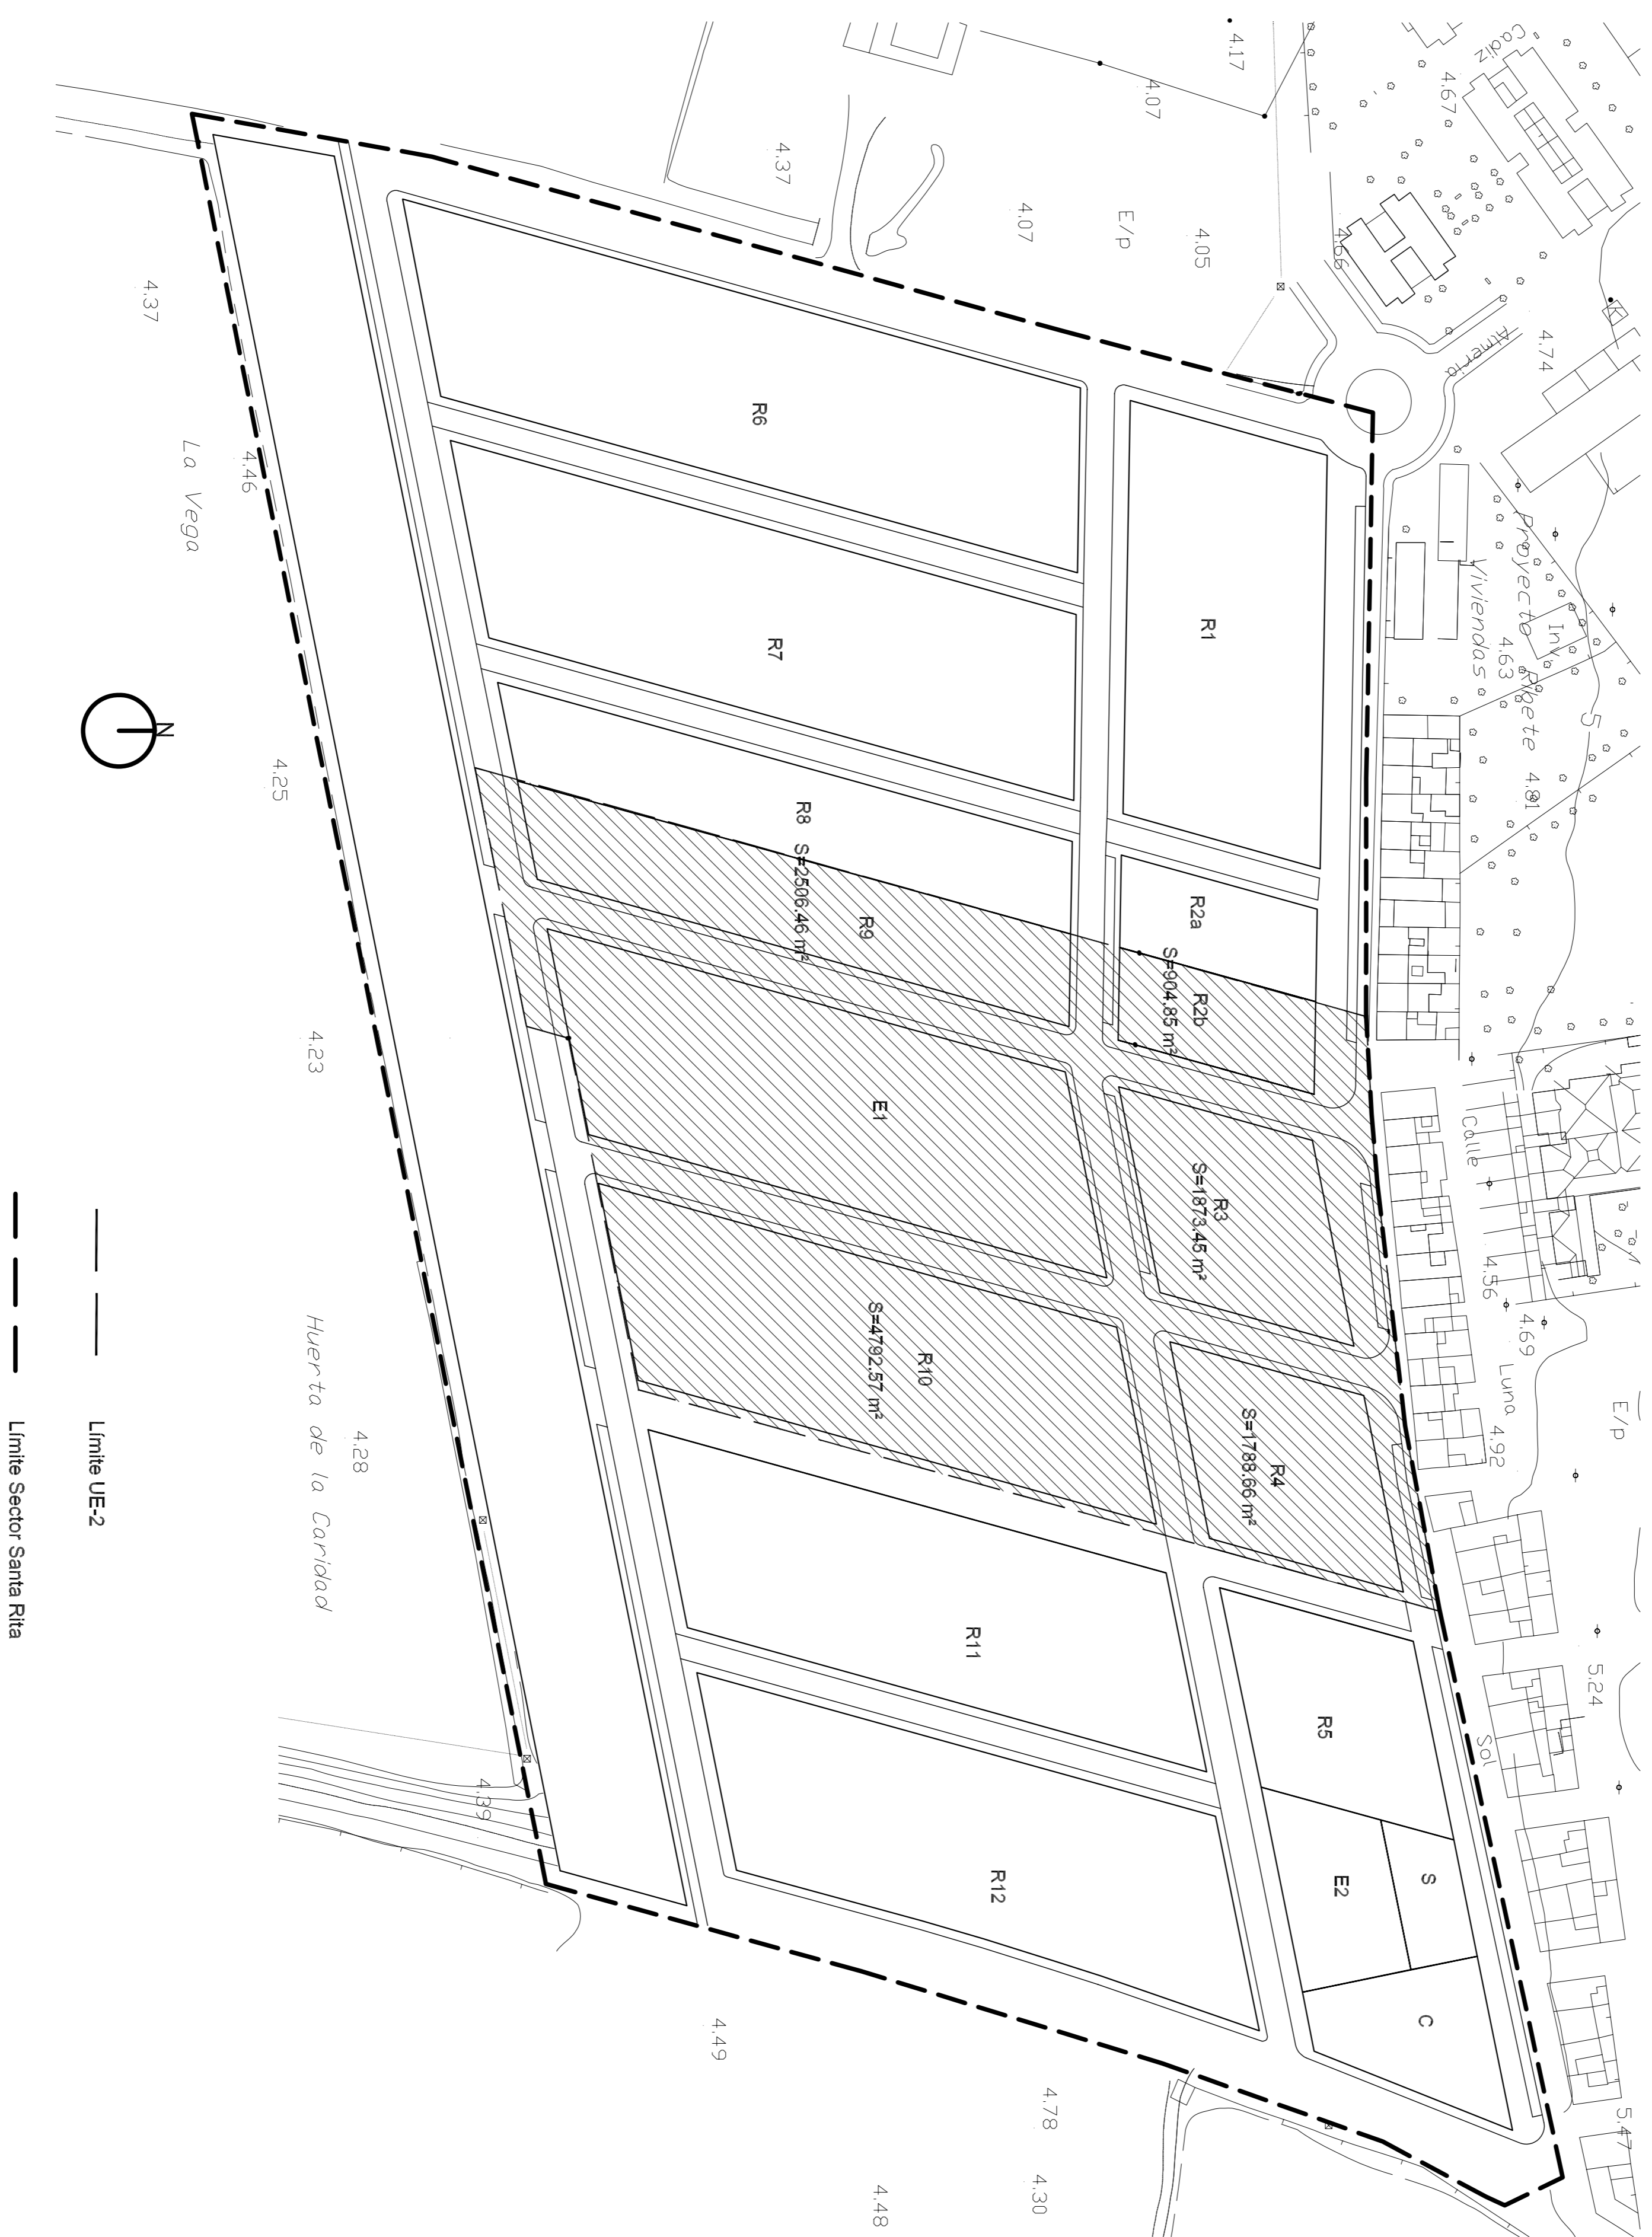 Cadiz
4.67
4.17
4.07
4.66
Almería
4.74
4.05
E/p
4.07
4.37
Proyecto Ribete
Inv.
4.63
Viviendas
4.81
5
Calle
4.56
4.69
Luna
4.92
E/p
Sol
5.24
5.47
R1
R2a
R2b
S=904.85 m²
R3
S=1873.45 m²
R4
S=1788.66 m²
R5
S
E2
C
R6
R7
R8
R9
S=2506.46 m²
E1
R10
S=4792.57 m²
R11
R12
4.37
La Vega
4.46
4.25
4.23
Huerta de la Caridad
4.28
4.39
4.49
4.78
4.30
4.48
N
Límite UE-2
Límite Sector Santa Rita